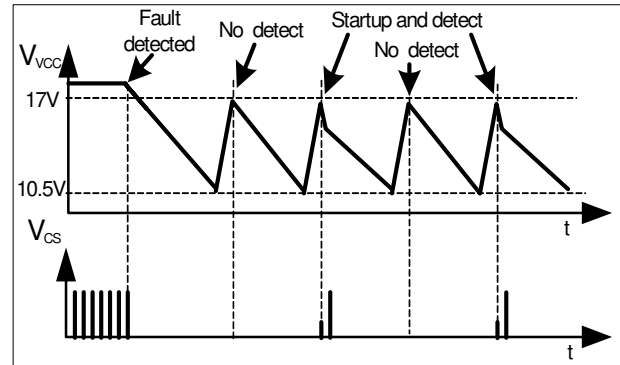 Fault
detected
No detect
Startup and detect
No detect
VVCC
17V
10.5V
t
VCS
t